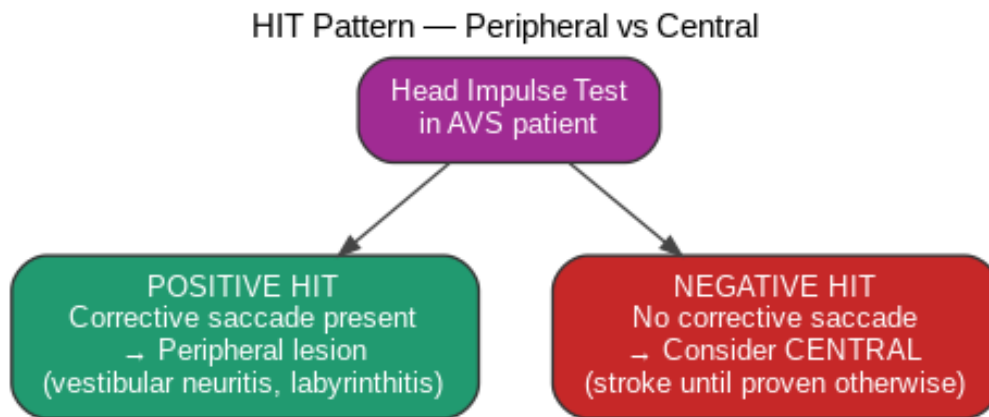 HIT Pattern — Peripheral vs Central
Head Impulse Test
in AVS patient
POSITIVE HIT
Corrective saccade present
→ Peripheral lesion
(vestibular neuritis, labyrinthitis)
NEGATIVE HIT
No corrective saccade
→ Consider CENTRAL
(stroke until proven otherwise)